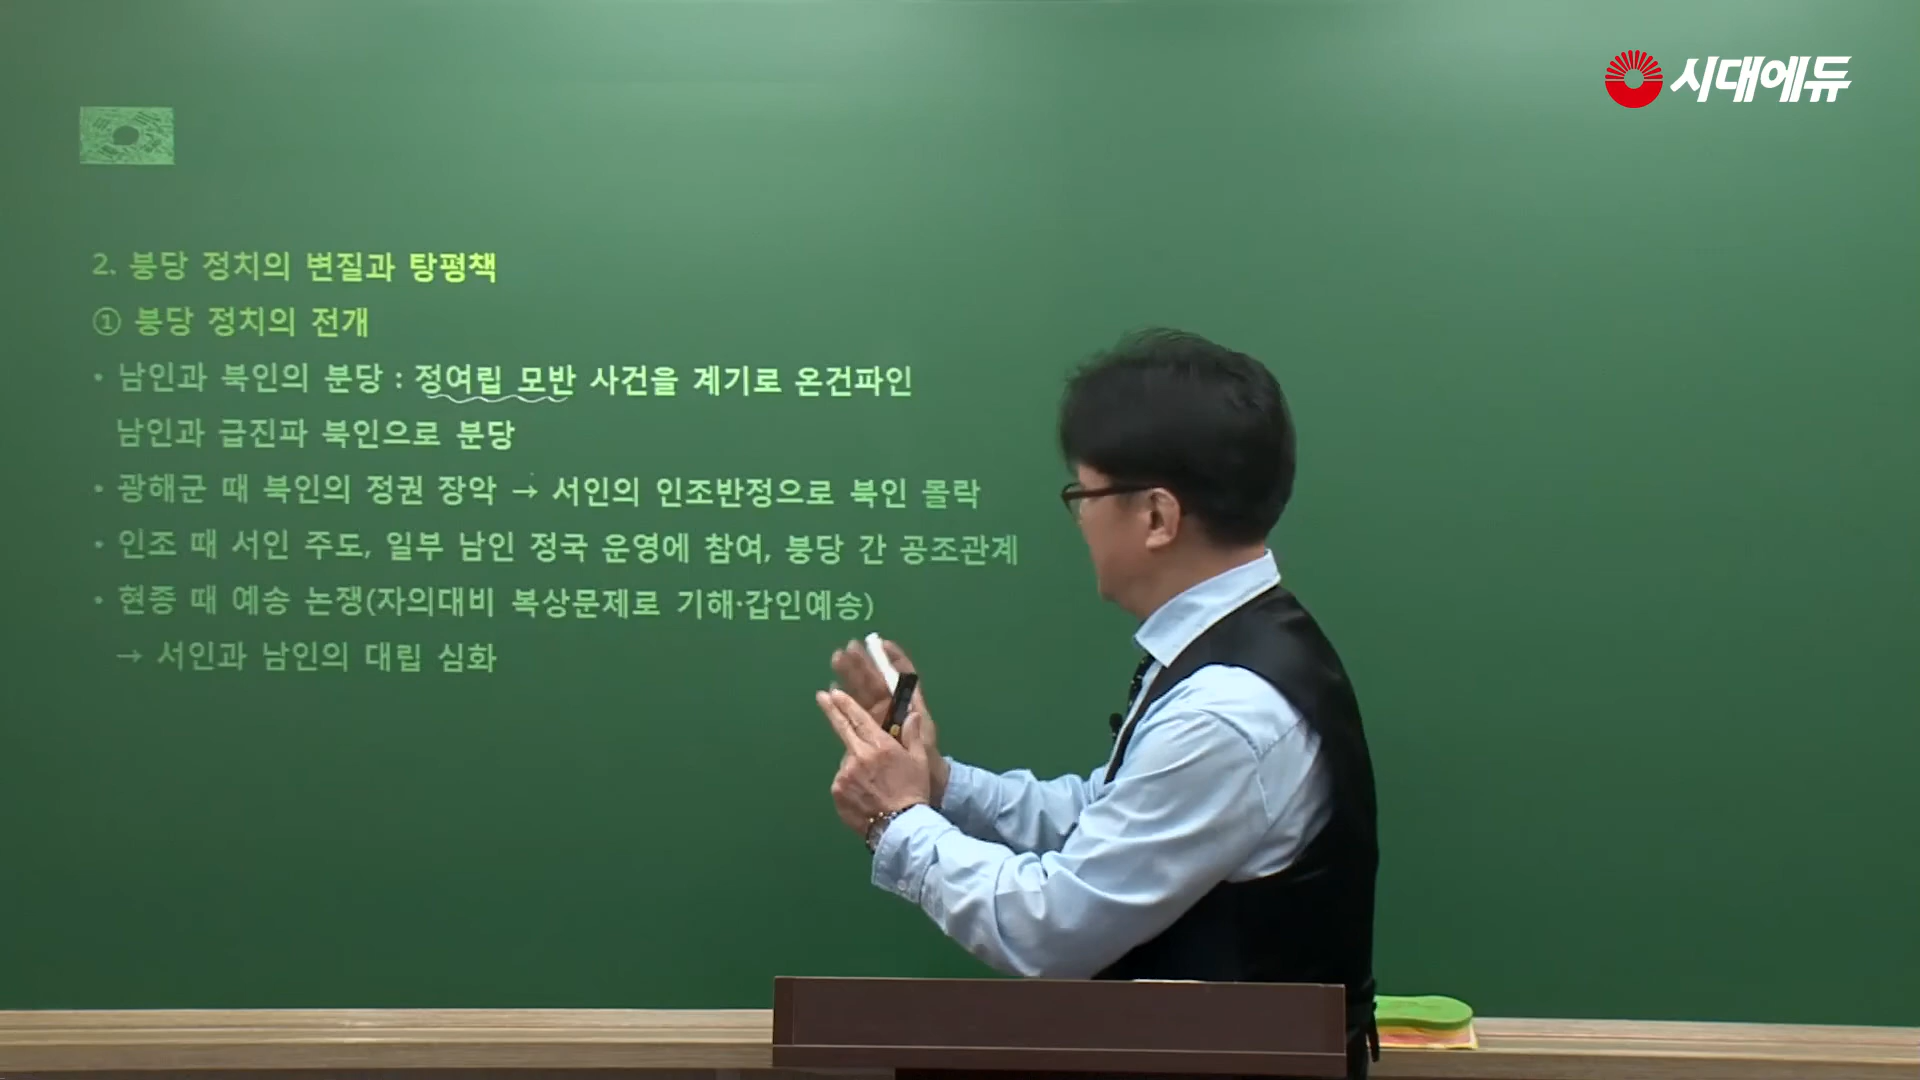 시대에듀
2. 붕당 정치의 변질과 탕평책
① 붕당 정치의 전개
• 남인과 북인의 분당 : 정여립 모반 사건을 계기로 온건파인
남인과 급진파 북인으로 분당
• 광해군 때 북인의 정권 장악 → 서인의 인조반정으로 북인 몰락
• 인조 때 서인 주도, 일부 남인 정국 운영에 참여, 붕당 간 공조관계
• 현종 때 예송 논쟁(자의대비 복상문제로 기해·갑인예송)
→ 서인과 남인의 대립 심화